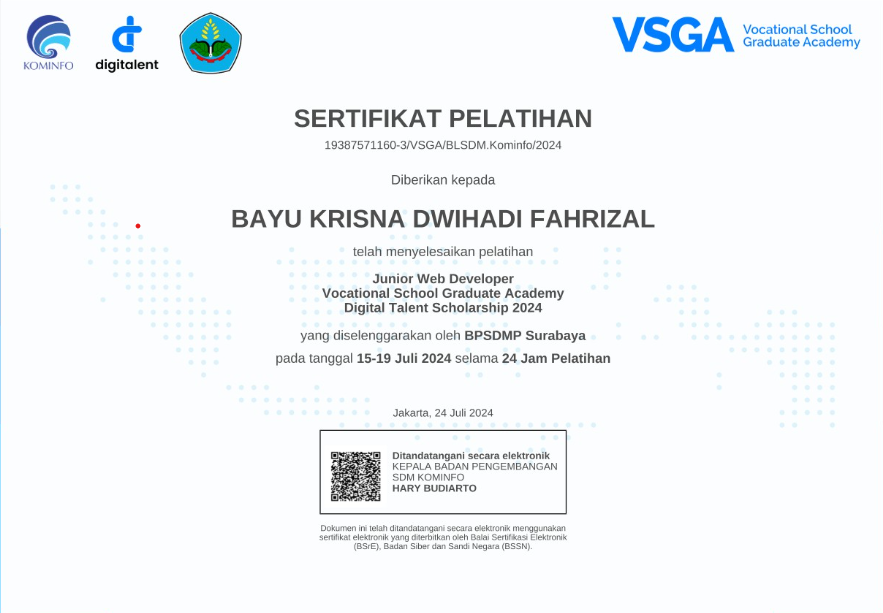 KOMINFO
digitalent
VSGA
Vocational School
Graduate Academy
SERTIFIKAT PELATIHAN
19387571160-3/VSGA/BLSDM.Kominfo/2024
Diberikan kepada
BAYU KRISNA DWIHADI FAHRIZAL
telah menyelesaikan pelatihan
Junior Web Developer
Vocational School Graduate Academy
Digital Talent Scholarship 2024
yang diselenggarakan oleh BPSDMP Surabaya
pada tanggal 15-19 Juli 2024 selama 24 Jam Pelatihan
Jakarta, 24 Juli 2024
Ditandatangani secara elektronik
KEPALA BADAN PENGEMBANGAN
SDM KOMINFO
HARY BUDIARTO
Dokumen ini telah ditandatangani secara elektronik menggunakan
sertifikat elektronik yang diterbitkan oleh Balai Sertifikasi Elektronik
(BSrE), Badan Siber dan Sandi Negara (BSSN).